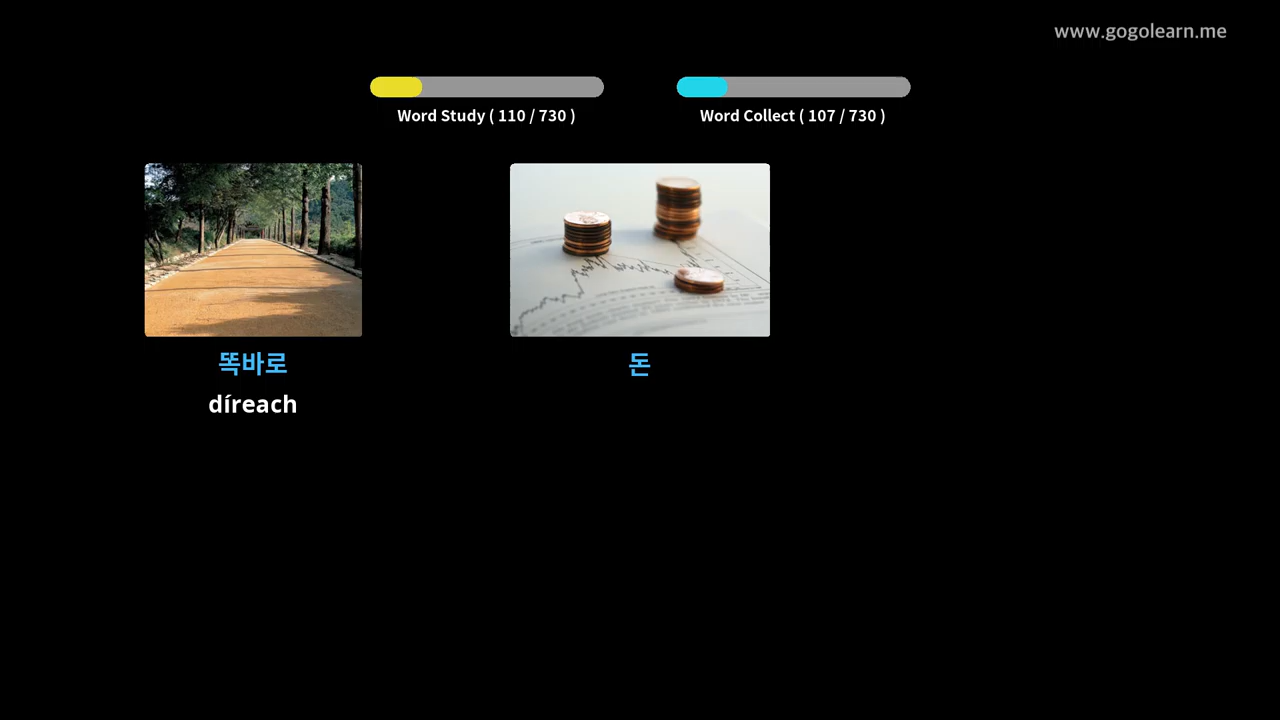 www.gogolearn.me
Word Study ( 110 / 730 )
Word Collect ( 107 / 730 )
똑바로
díreach
돈